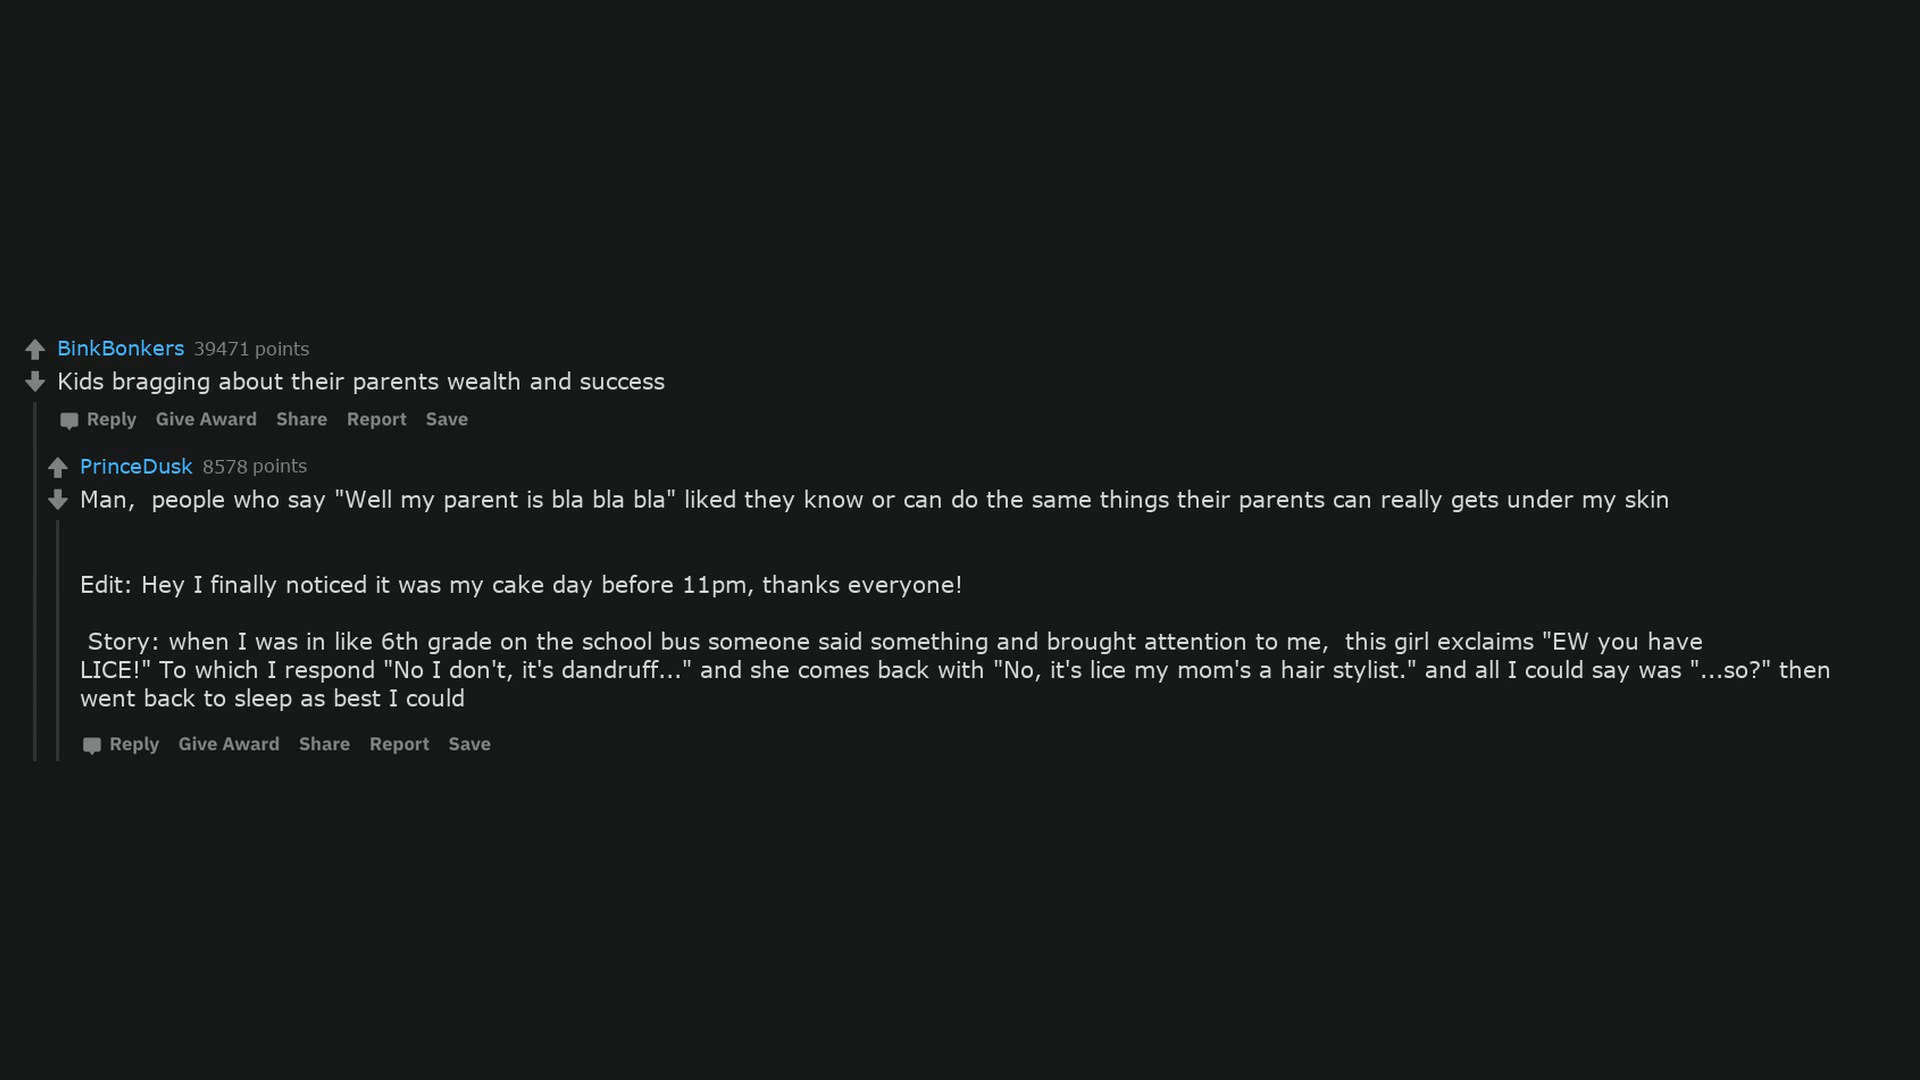 BinkBonkers 39471 points
Kids bragging about their parents wealth and success
Reply Give Award Share Report Save
PrinceDusk 8578 points
Man,  people who say "Well my parent is bla bla bla" liked they know or can do the same things their parents can really gets under my skin
Edit: Hey I finally noticed it was my cake day before 11pm, thanks everyone!
Story: when I was in like 6th grade on the school bus someone said something and brought attention to me,  this girl exclaims "EW you have
LICE!" To which I respond "No I don't, it's dandruff..." and she comes back with "No, it's lice my mom's a hair stylist." and all I could say was "...so?" then
went back to sleep as best I could
Reply Give Award Share Report Save